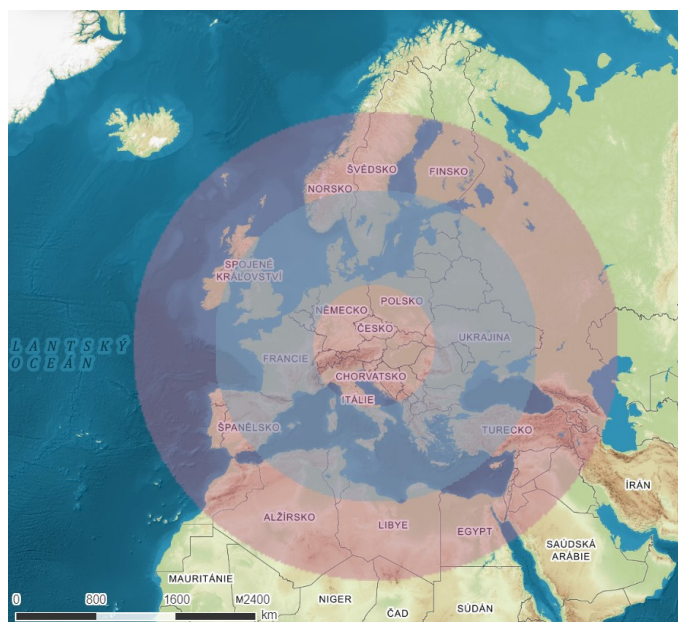 ŠVÉDSKO
FINSKO
NORSKO
SPOJENÉ
KRÁLOVSTVÍ
POLSKO
NĚMECKO
ČESKO
UKRAJINA
LANTSKÝ
OCEÁN
FRANCIE
CHORVATSKO
ITÁLIE
ŠPANĚLSKO
TURECKO
ÍRÁN
ALŽÍRSKO
LIBYE
EGYPT
SAÚDSKÁ
ARÁBIE
MAURITÁNIE
NIGER
ČAD
SÚDÁN
0 800 1600 2400
km